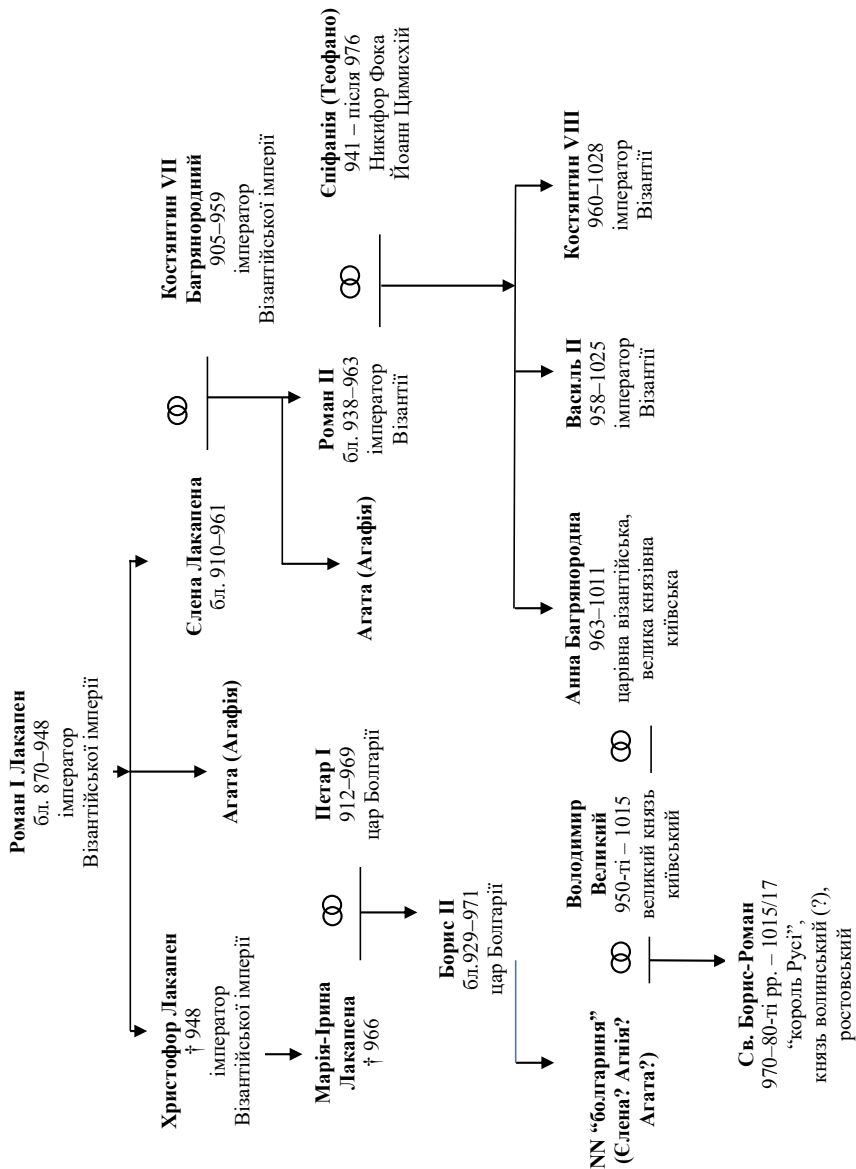 Роман I Лакапен
бл. 870–948
імператор
Візантійської імперії
Христофор Лакапен
† 948
імператор
Візантійської імперії
Агата (Агафія)
Єлена Лакапена
бл. 910–961
Костянтин VII
Багрянородний
905–959
імператор
Візантійської імперії
Марія-Ірина
Лакапена
† 966
Петар I
912–969
цар Болгарії
Агата (Агафія)
Роман II
бл. 938–963
імператор
Візантії
Єпіфанія (Теофано)
941 – після 976
Никифор Фока
Йоанн Цимисхій
Борис II
бл.929–971
цар Болгарії
NN “болгариня”
(Єлена? Агнія?
Агата?)
Володимир
Великий
950-ті – 1015
великий князь
київський
Анна Багрянородна
963–1011
царівна візантійська,
велика князівна
київська
Василь II
958–1025
імператор
Візантії
Костянтин VIII
960–1028
імператор
Візантії
Св. Борис-Роман
970–80-ті рр. – 1015/17
“король Русі”,
князь волинський (?),
ростовський